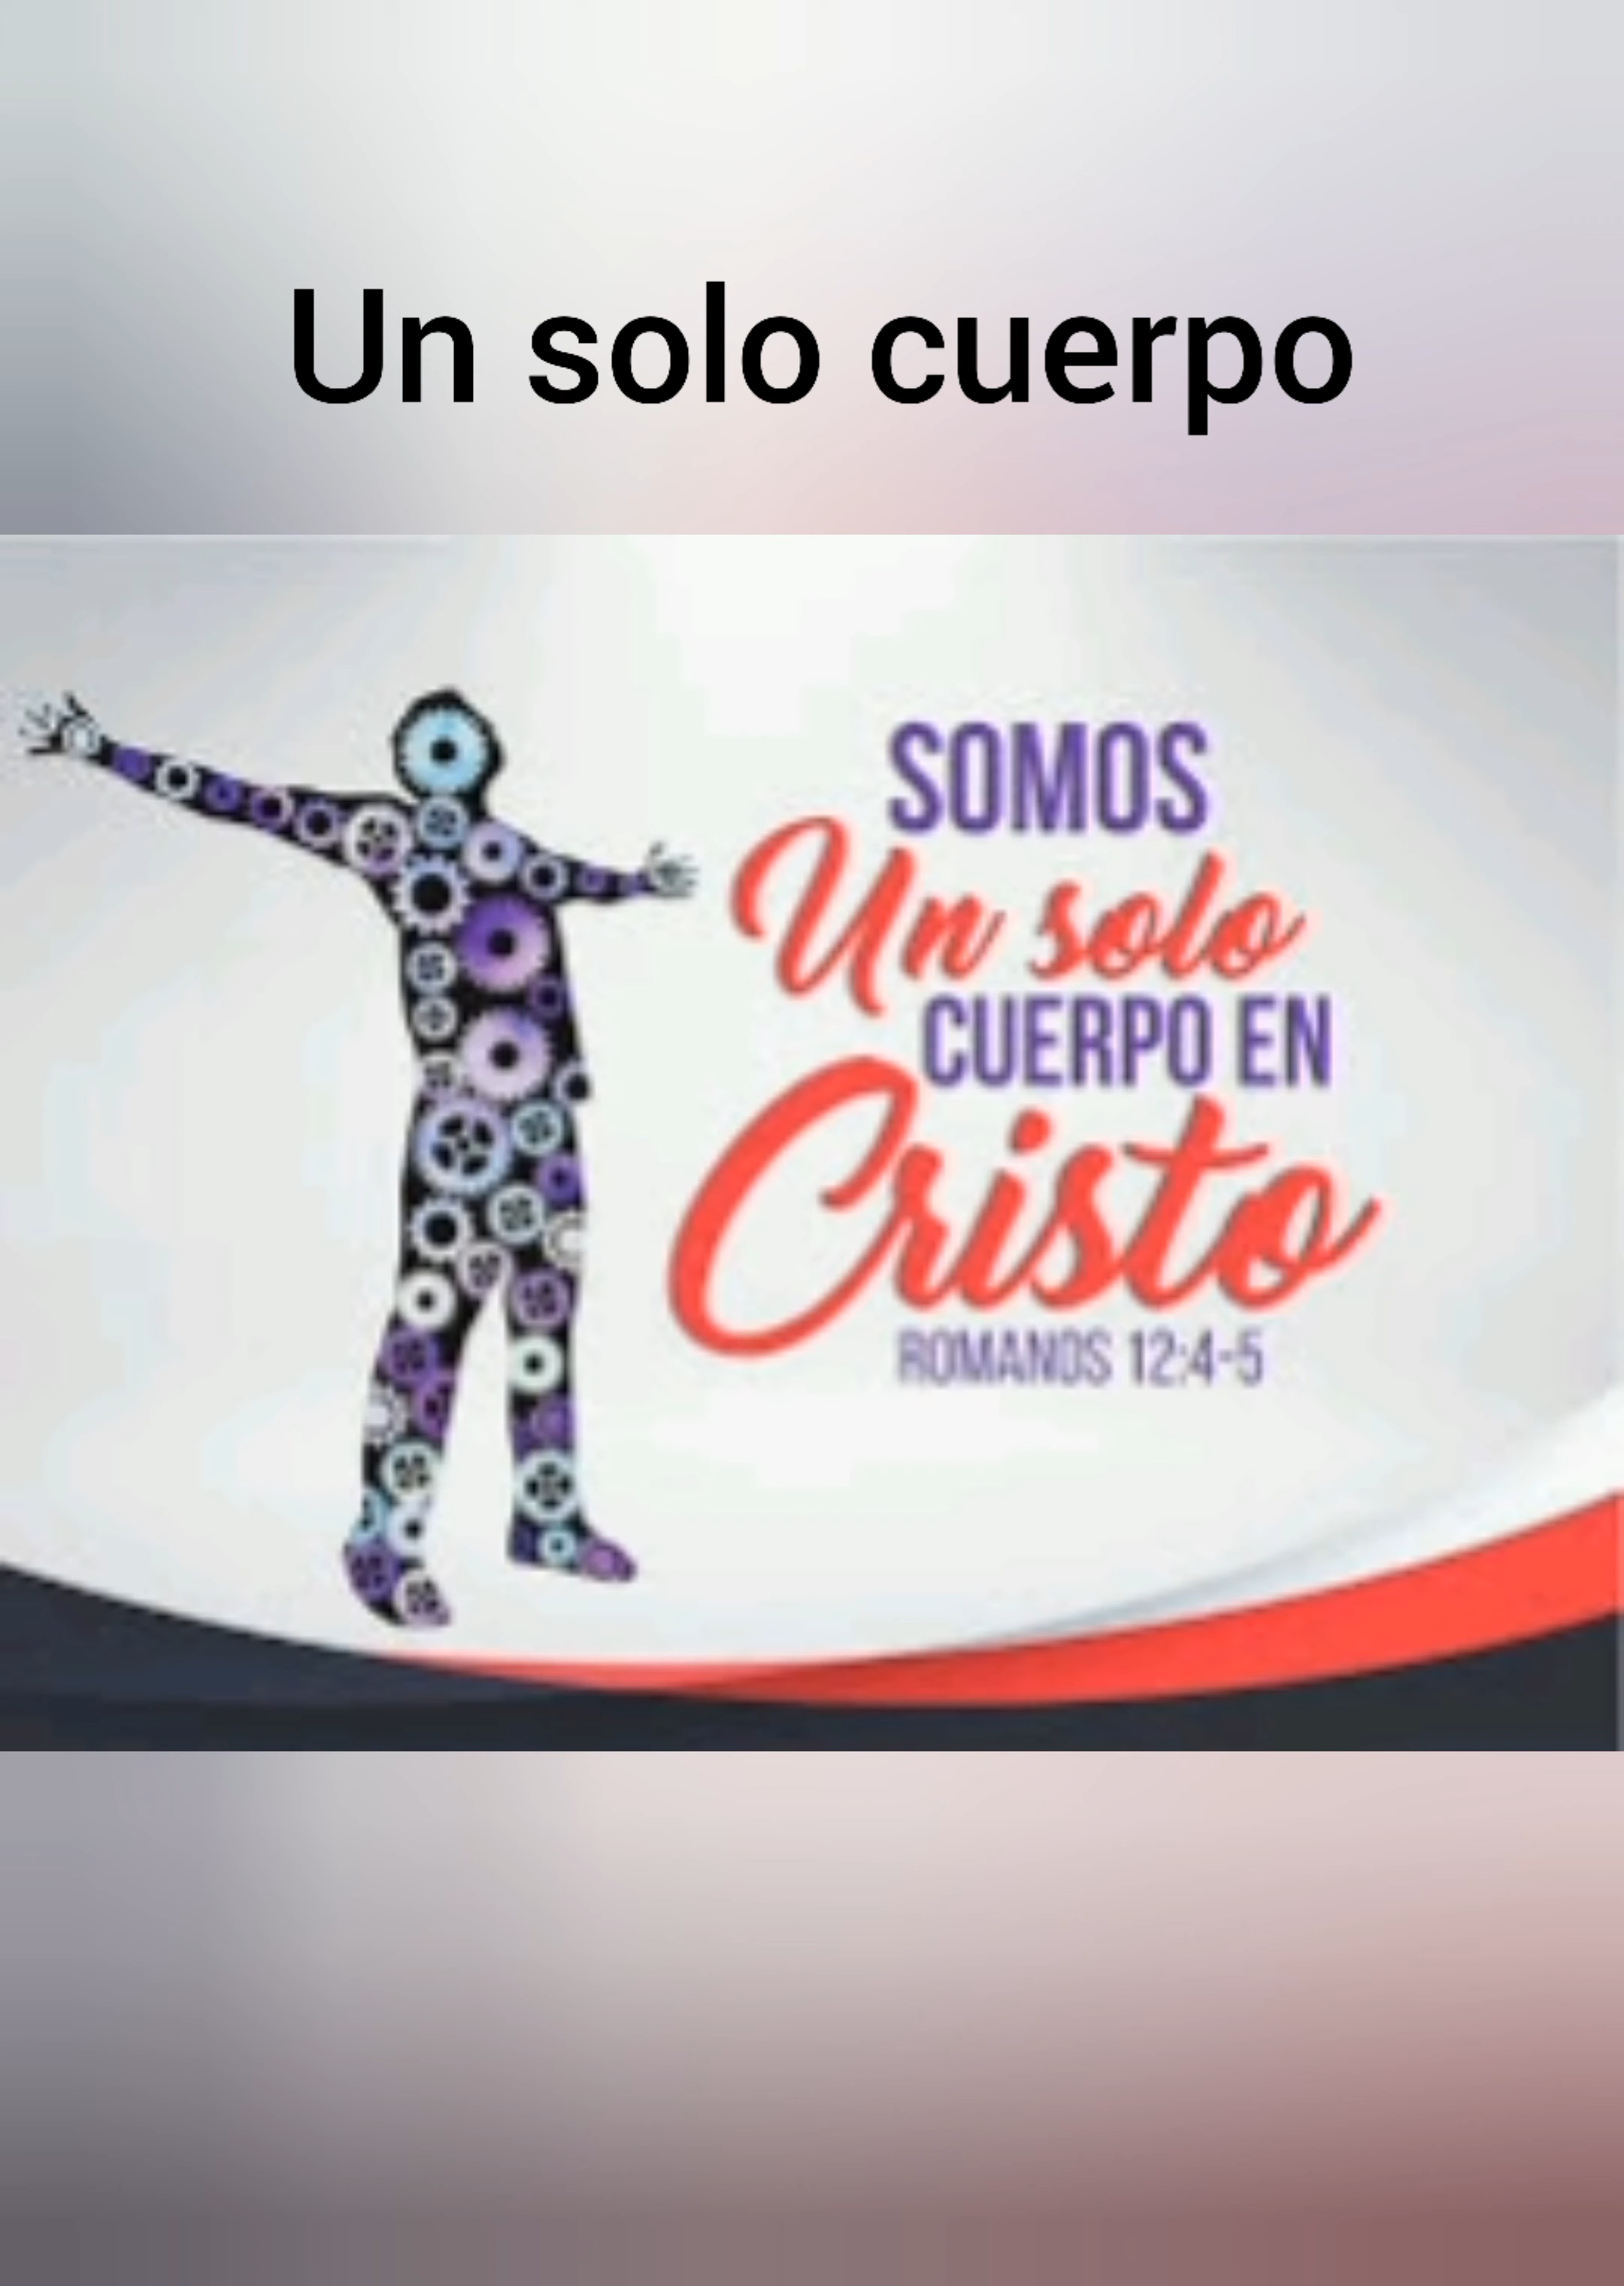 Un solo cuerpo
SOMOS
Un solo
CUERPO EN
Cristo
ROMANOS 12:4-5